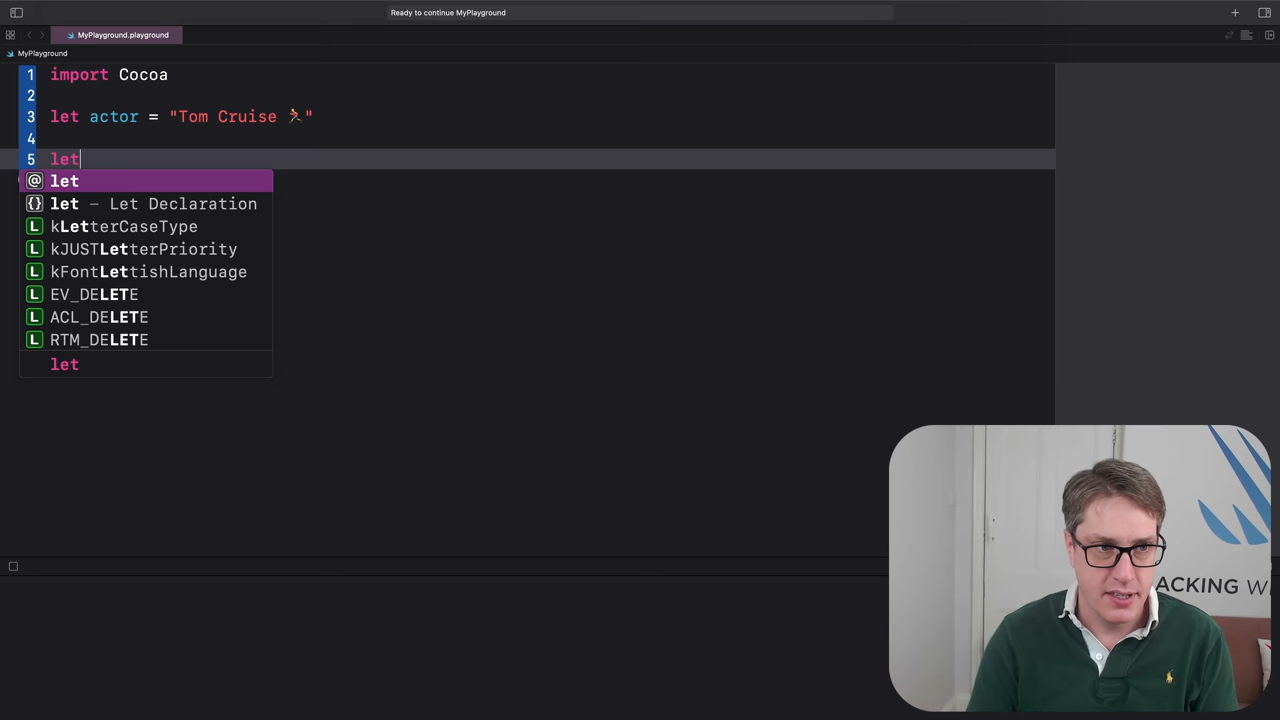 Ready to continue MyPlayground
MyPlayground.playground
MyPlayground
1 import Cocoa
2
3 let actor = "Tom Cruise 🏃"
4
5 let
@ let
{} let – Let Declaration
L kLetterCaseType
L kJUSTLetterPriority
L kFontLettishLanguage
L EV_DELETE
L ACL_DELETE
L RTM_DELETE
let
ACKING W